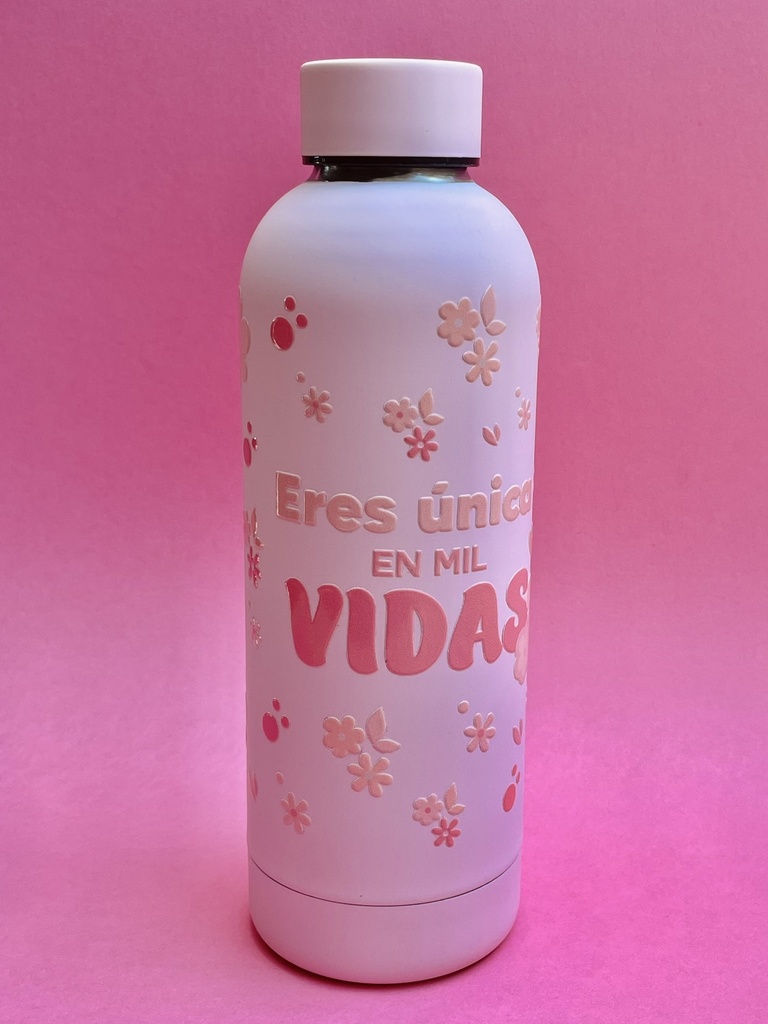 Eres única
EN MIL
VIDAS